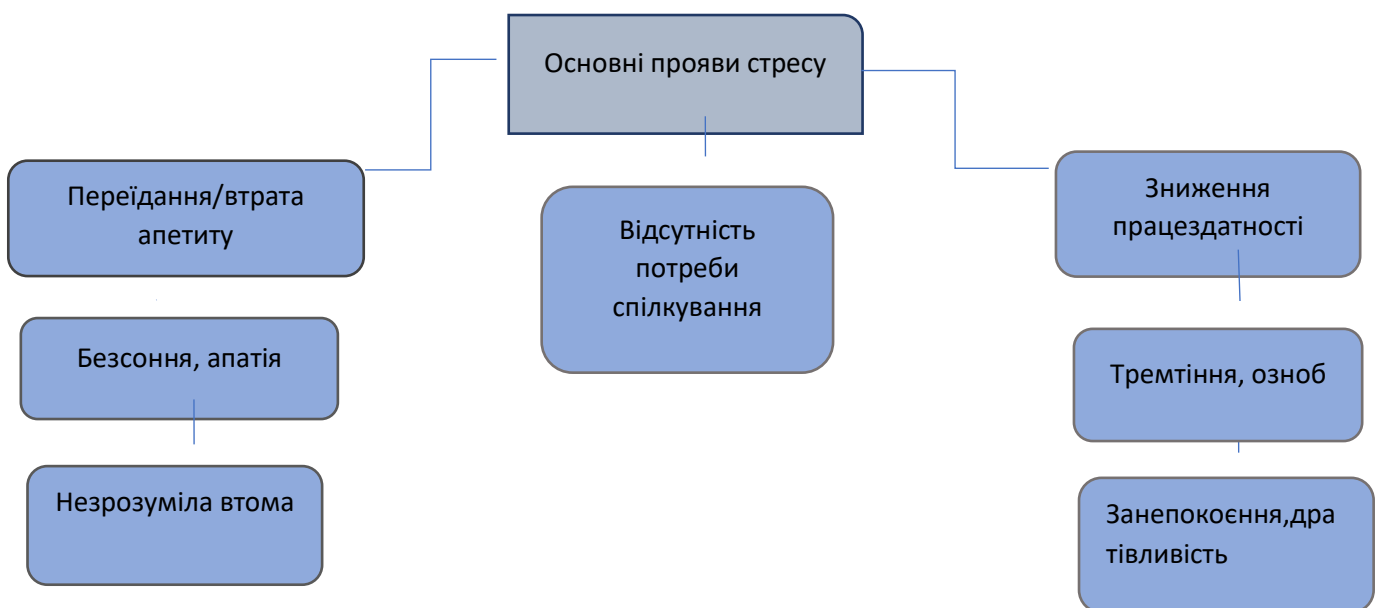 Основні прояви стресу
Переїдання/втрата
апетиту
Відсутність
потреби
спілкування
Зниження
працездатності
Безсоння, апатія
Тремтіння, озноб
Незрозуміла втома
Занепокоєння,дра
тівливість